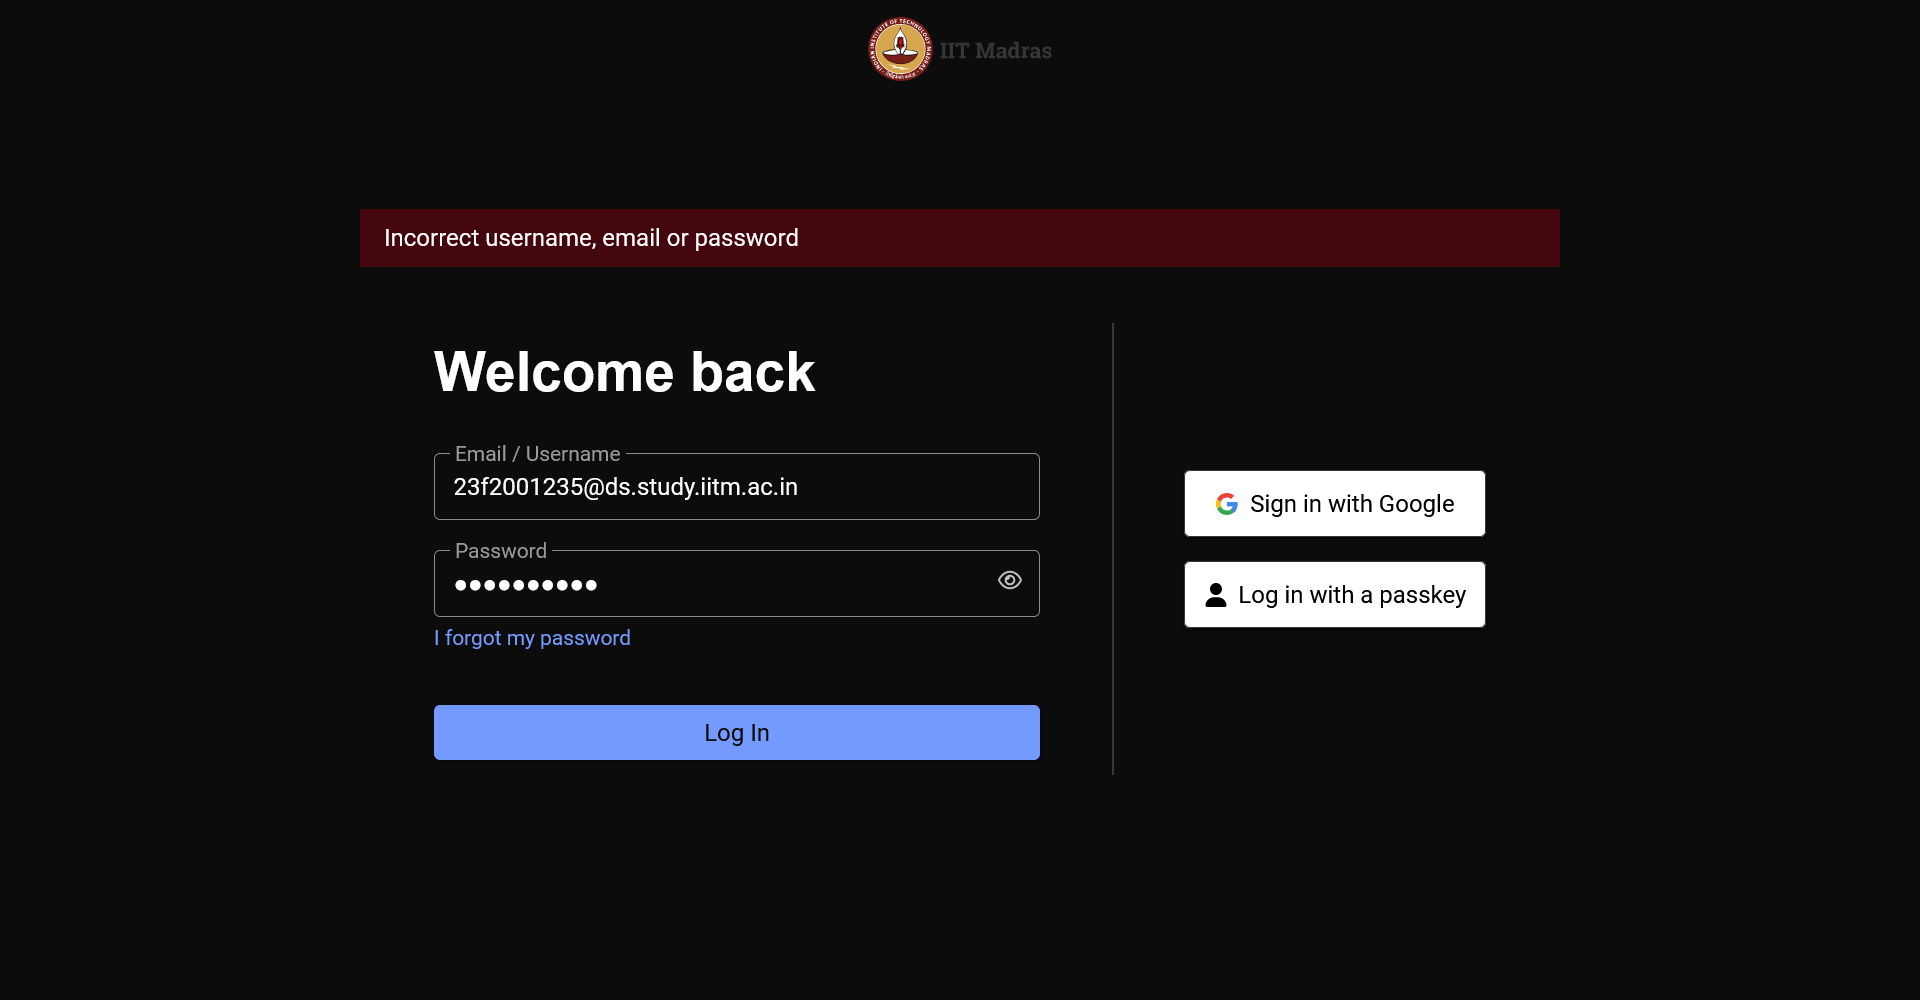 IIT Madras
Incorrect username, email or password
Welcome back
Email / Username
23f2001235@ds.study.iitm.ac.in
Password
I forgot my password
Log In
Sign in with Google
Log in with a passkey